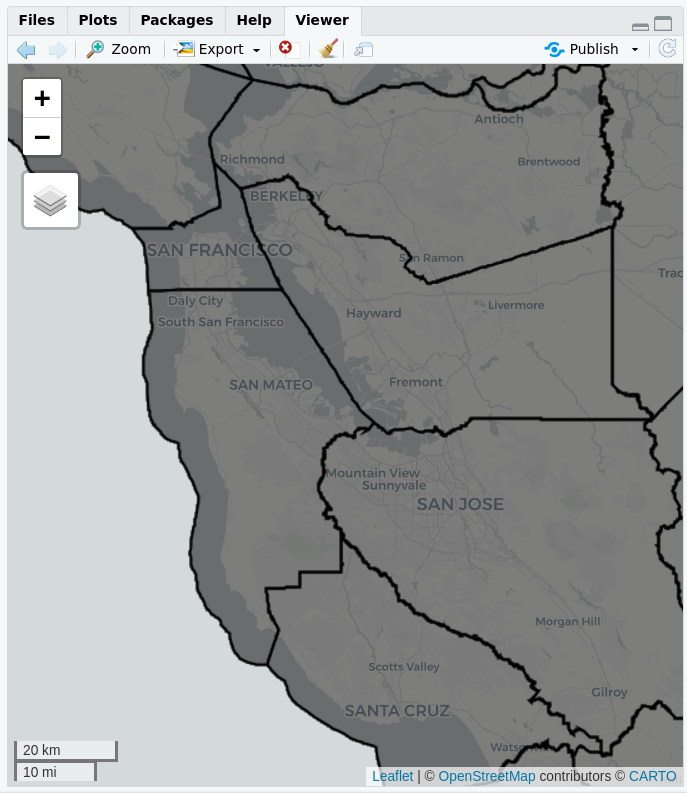 Files Plots Packages Help Viewer
Zoom Export Publish
VALLEJO
+
−
Antioch
Richmond
Brentwood
BERKELEY
SAN FRANCISCO
San Ramon
Trac
Daly City
Livermore
Hayward
South San Francisco
SAN MATEO
Fremont
Mountain View
Sunnyvale
SAN JOSE
Morgan Hill
Scotts Valley
Gilroy
SANTA CRUZ
20 km
10 mi
Leaflet | © OpenStreetMap contributors © CARTO